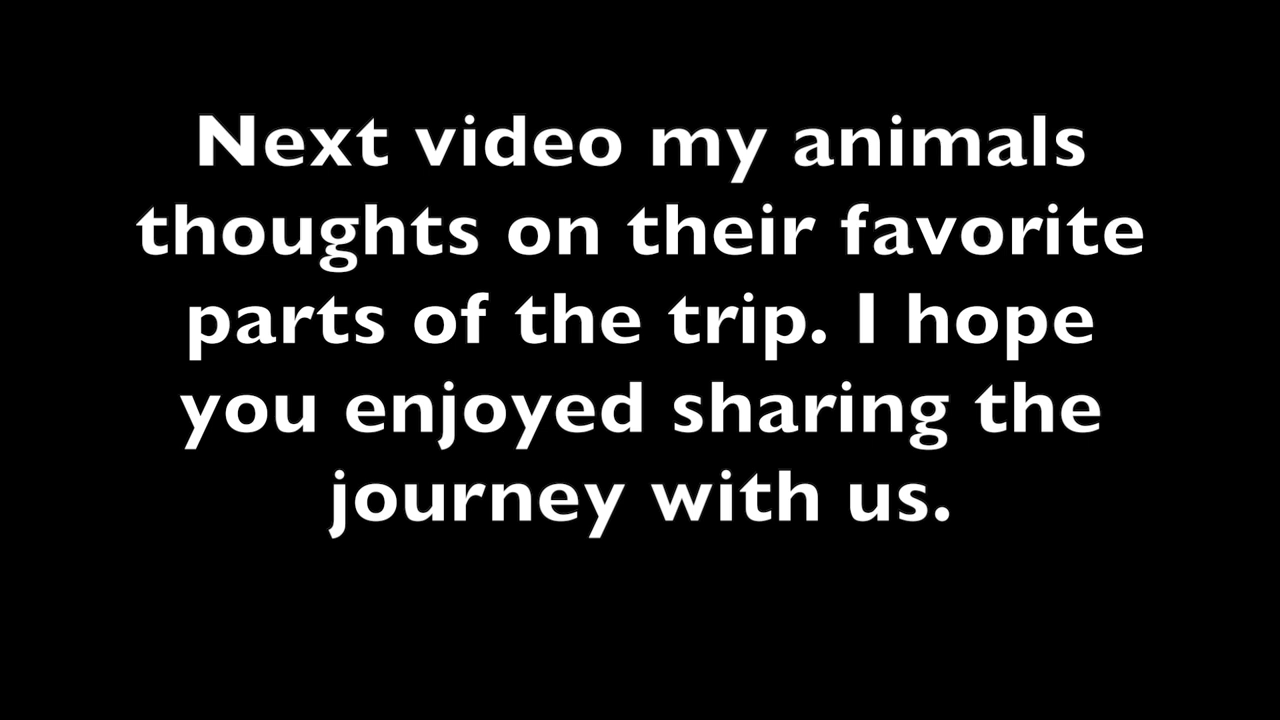 Next video my animals
thoughts on their favorite
parts of the trip. I hope
you enjoyed sharing the
journey with us.